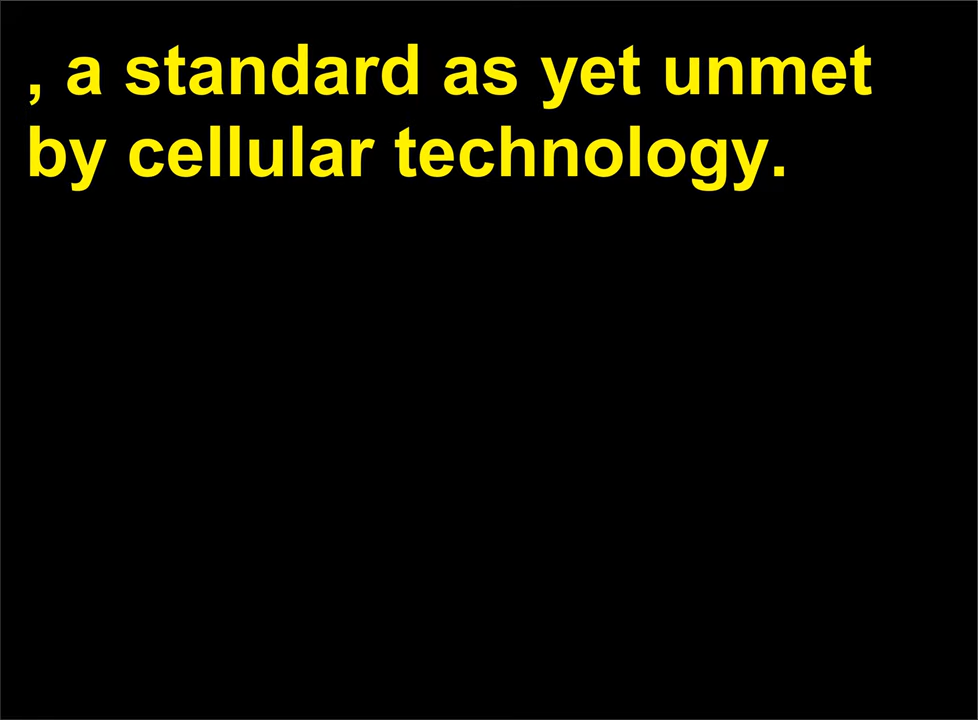 , a standard as yet unmet
by cellular technology.